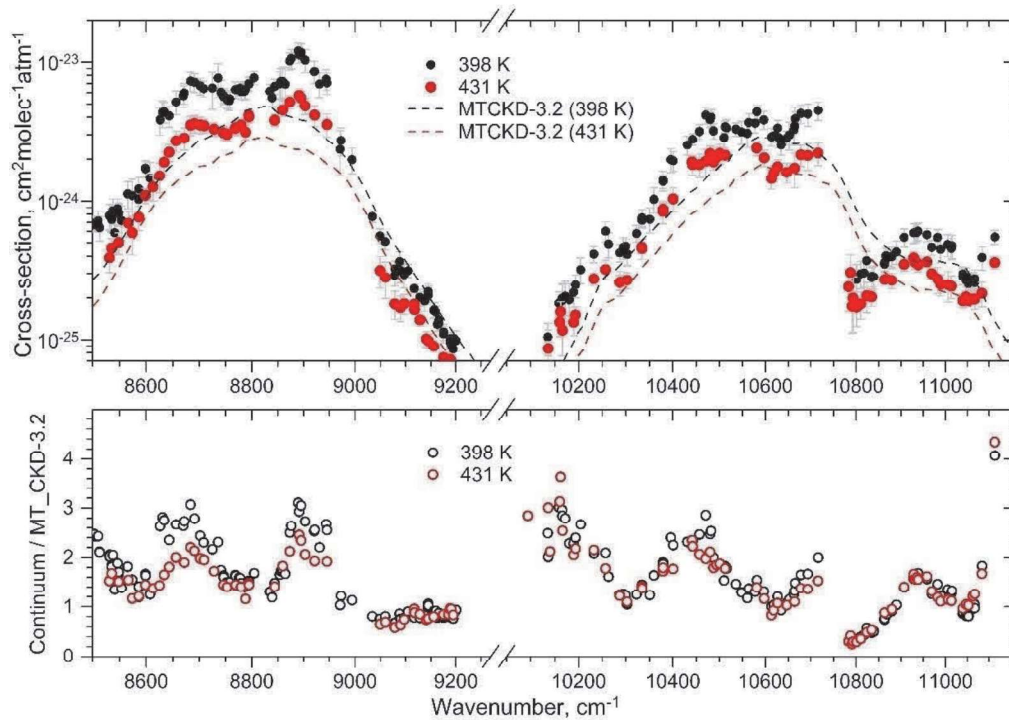 10-23
10-24
10-25
Cross-section, cm2molec-1atm-1
398 K
431 K
MTCKD-3.2 (398 K)
MTCKD-3.2 (431 K)
8600 8800 9000 9200 10200 10400 10600 10800 11000
4
3
2
1
0
Continuum / MT_CKD-3.2
398 K
431 K
8600 8800 9000 9200 10200 10400 10600 10800 11000
Wavenumber, cm-1